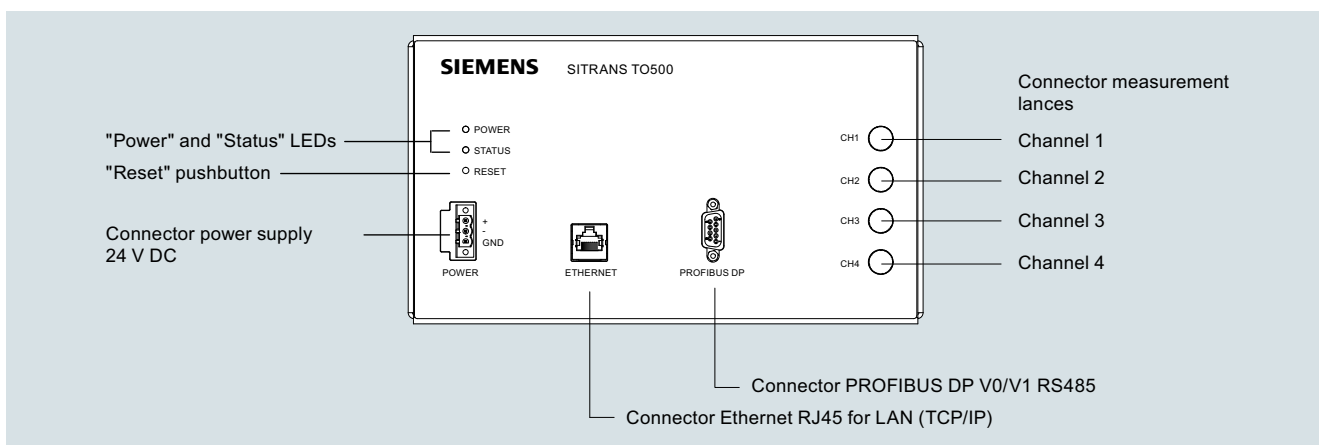 SIEMENS SITRANS TO500
Connector measurement
lances
"Power" and "Status" LEDs
POWER
STATUS
"Reset" pushbutton
RESET
CH1
Channel 1
CH2
Channel 2
CH3
Channel 3
CH4
Channel 4
Connector power supply
24 V DC
+
-
GND
POWER
ETHERNET
PROFIBUS DP
Connector PROFIBUS DP V0/V1 RS485
Connector Ethernet RJ45 for LAN (TCP/IP)